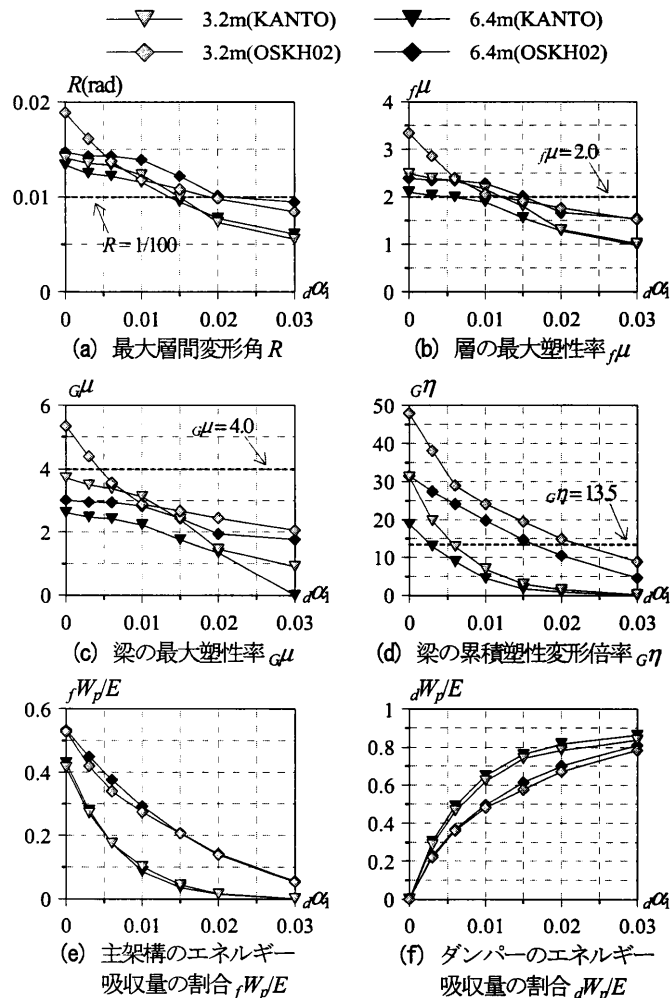 3.2m(KANTO) 6.4m(KANTO)
3.2m(OSKH02) 6.4m(OSKH02)
R(rad)
0.02
0.01
0
R=1/100
dα1
0 0.01 0.02 0.03
(a) 最大層間変形角 R
fμ
4
3
2
1
0
fμ=2.0
dα1
0 0.01 0.02 0.03
(b) 層の最大塑性率 fμ
Gμ
6
4
2
0
Gμ=4.0
dα1
0 0.01 0.02 0.03
(c) 梁の最大塑性率 Gμ
Gη
50
40
30
20
10
0
Gη=13.5
dα1
0 0.01 0.02 0.03
(d) 梁の累積塑性変形倍率 Gη
fWp/E
0.6
0.4
0.2
0
dα1
0 0.01 0.02 0.03
(e) 主架構のエネルギー
吸収量の割合 fWp/E
dWp/E
1
0.8
0.6
0.4
0.2
0
dα1
0 0.01 0.02 0.03
(f) ダンパーのエネルギー
吸収量の割合 dWp/E